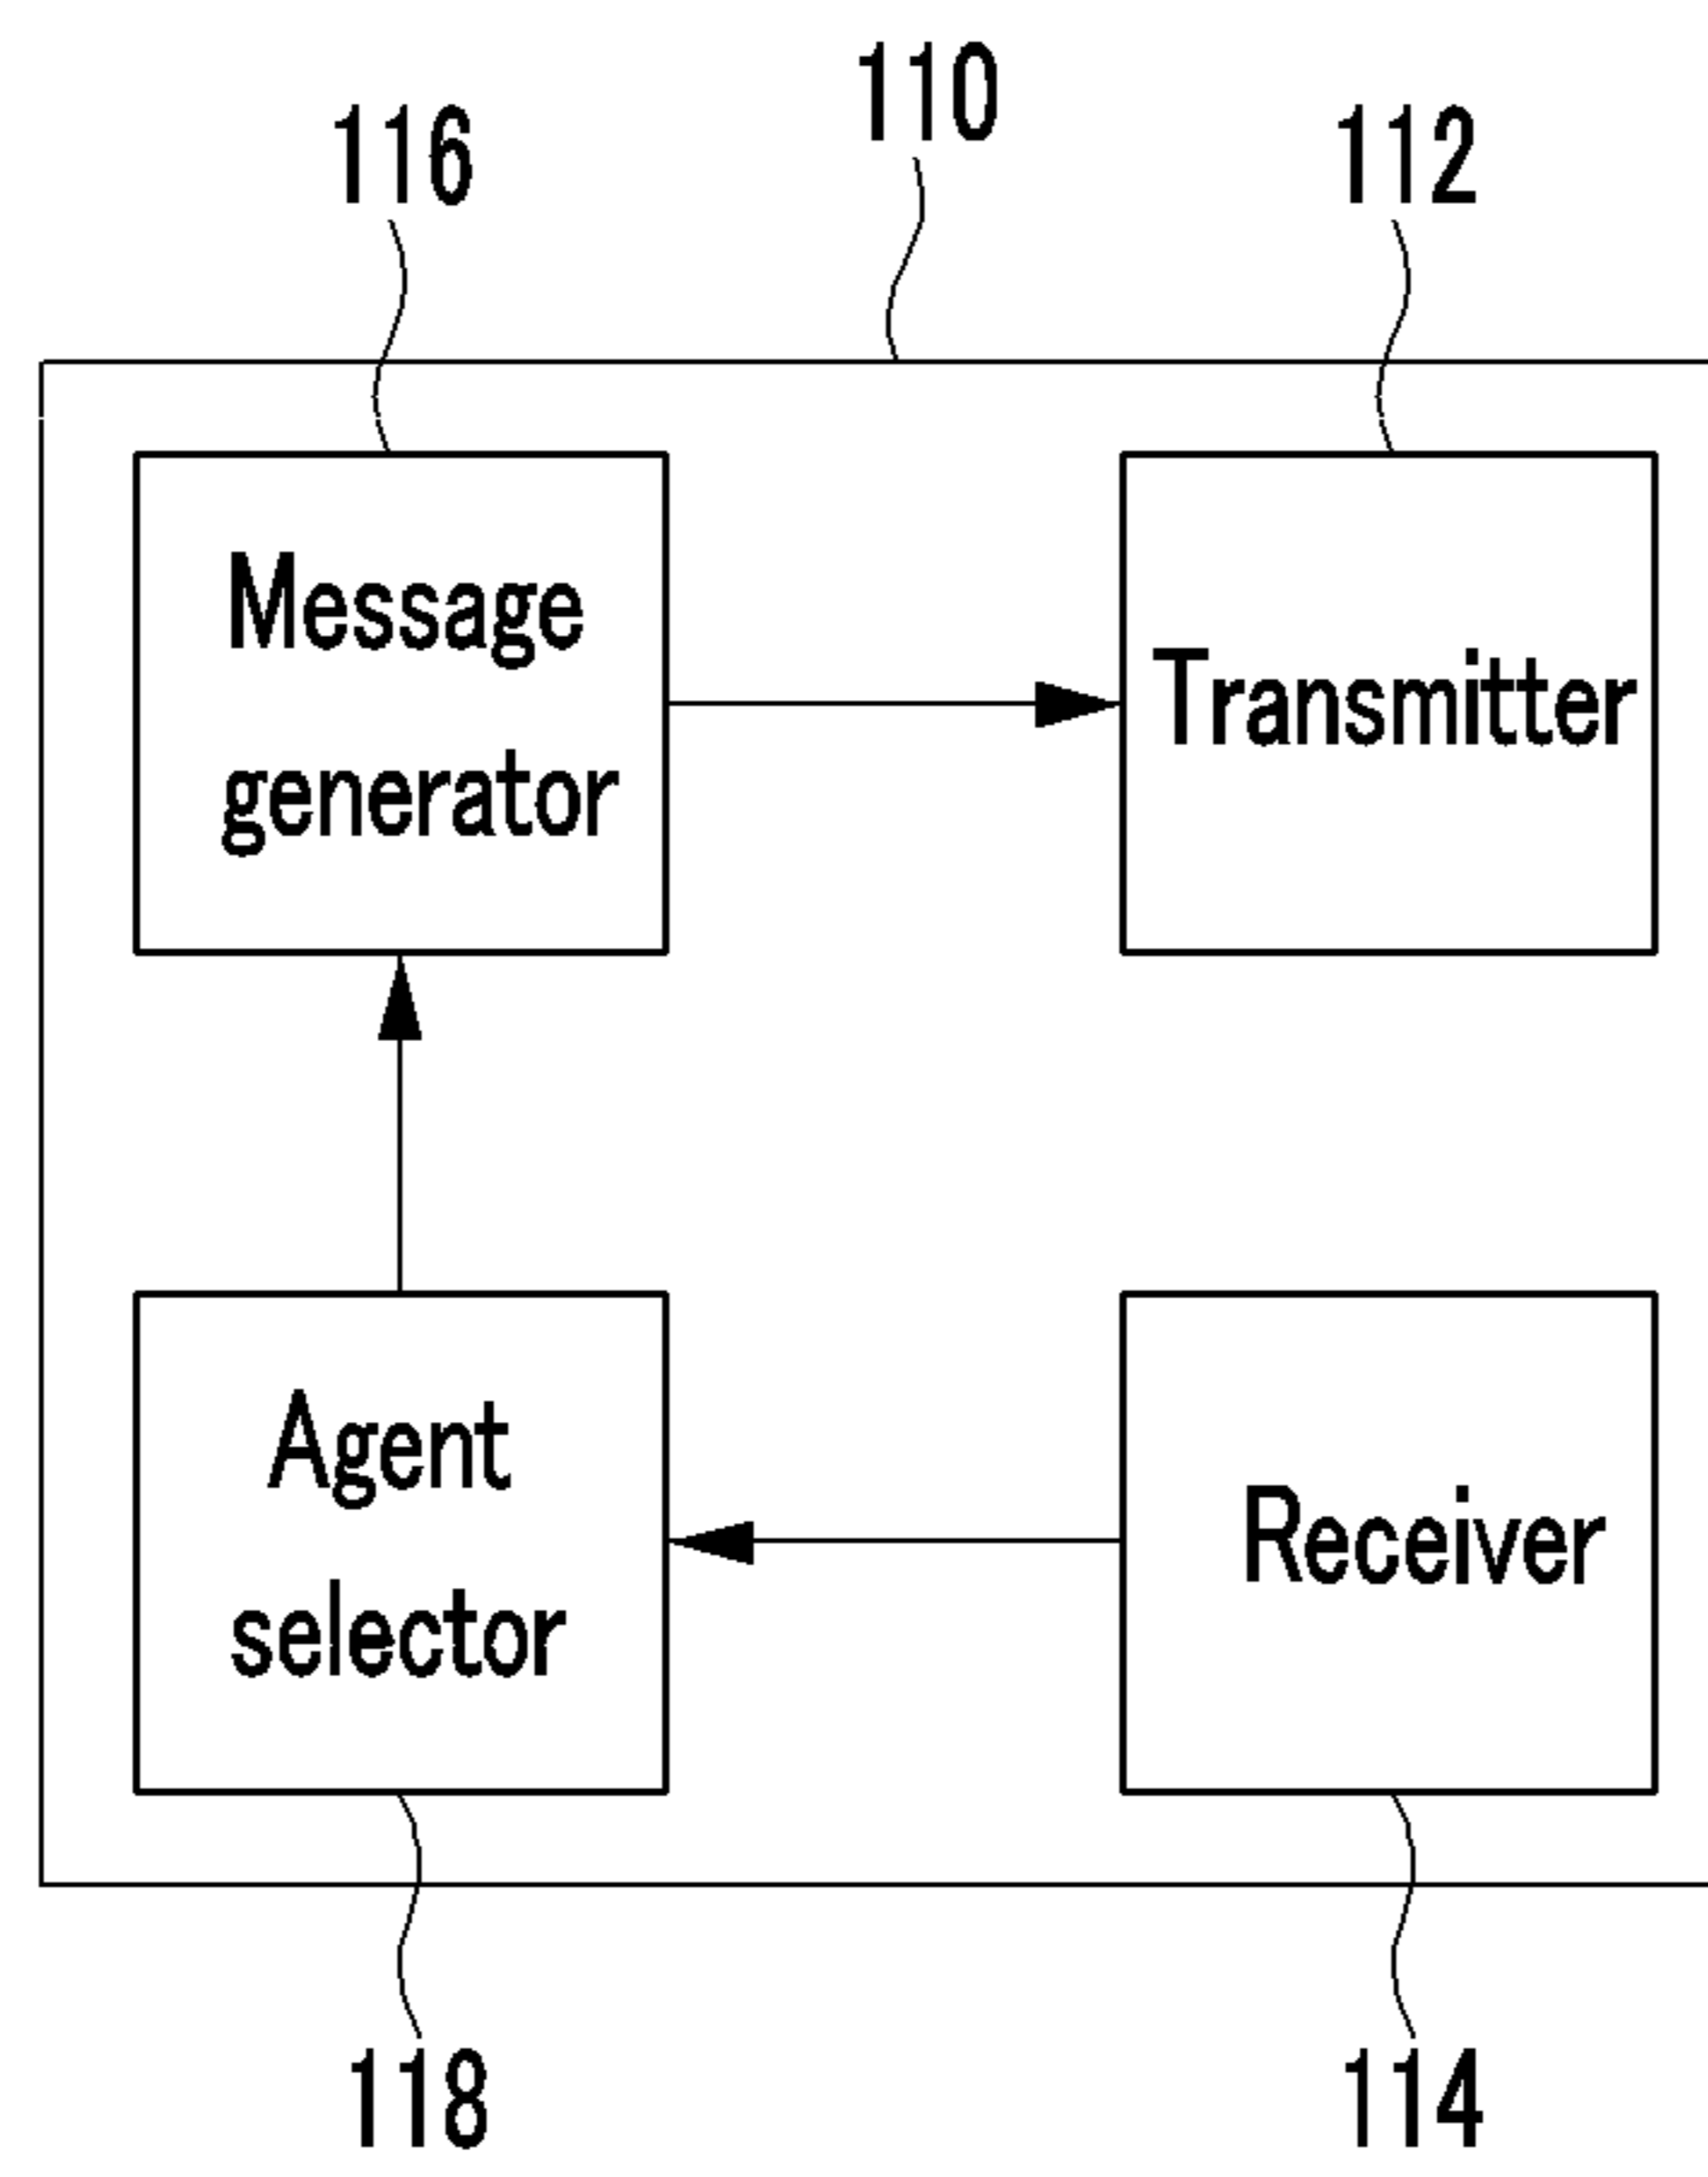 110
116
112
Message
generator
Transmitter
Agent
selector
Receiver
118
114